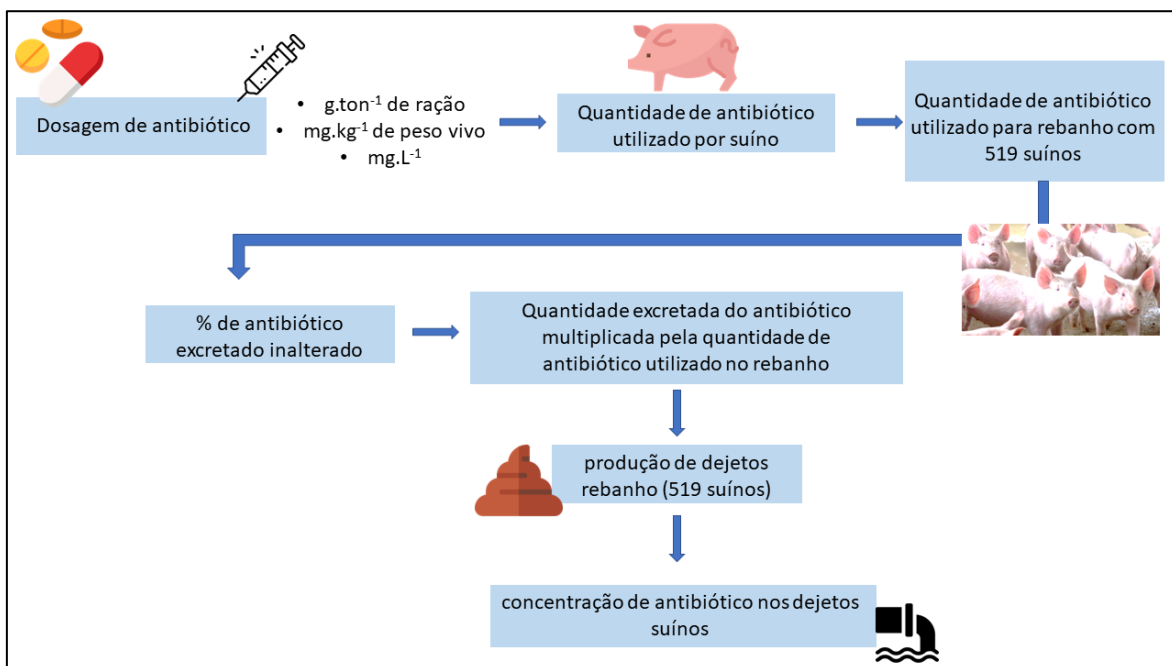 Dosagem de antibiótico
• g.ton⁻¹ de ração
• mg.kg⁻¹ de peso vivo
• mg.L⁻¹
Quantidade de antibiótico
utilizado por suíno
Quantidade de antibiótico
utilizado para rebanho com
519 suínos
% de antibiótico
excretado inalterado
Quantidade excretada do antibiótico
multiplicada pela quantidade de
antibiótico utilizado no rebanho
produção de dejetos
rebanho (519 suínos)
concentração de antibiótico nos dejetos
suínos